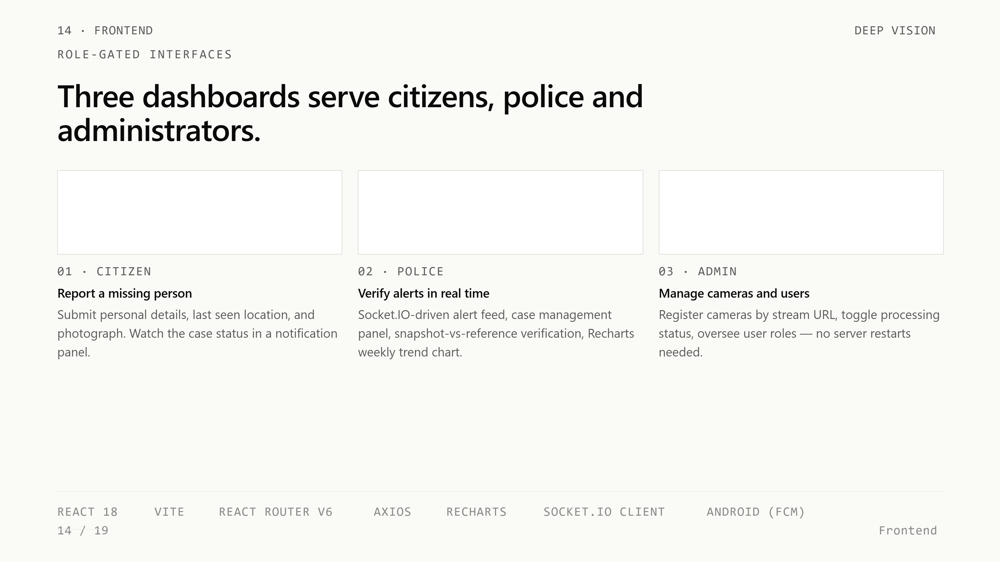 14 · FRONTEND
DEEP VISION
ROLE-GATED INTERFACES
Three dashboards serve citizens, police and
administrators.
01 · CITIZEN
Report a missing person
Submit personal details, last seen location, and
photograph. Watch the case status in a notification
panel.
02 · POLICE
Verify alerts in real time
Socket.IO-driven alert feed, case management
panel, snapshot-vs-reference verification, Recharts
weekly trend chart.
03 · ADMIN
Manage cameras and users
Register cameras by stream URL, toggle processing
status, oversee user roles — no server restarts
needed.
REACT 18 VITE REACT ROUTER V6 AXIOS RECHARTS SOCKET.IO CLIENT ANDROID (FCM)
14 / 19
Frontend